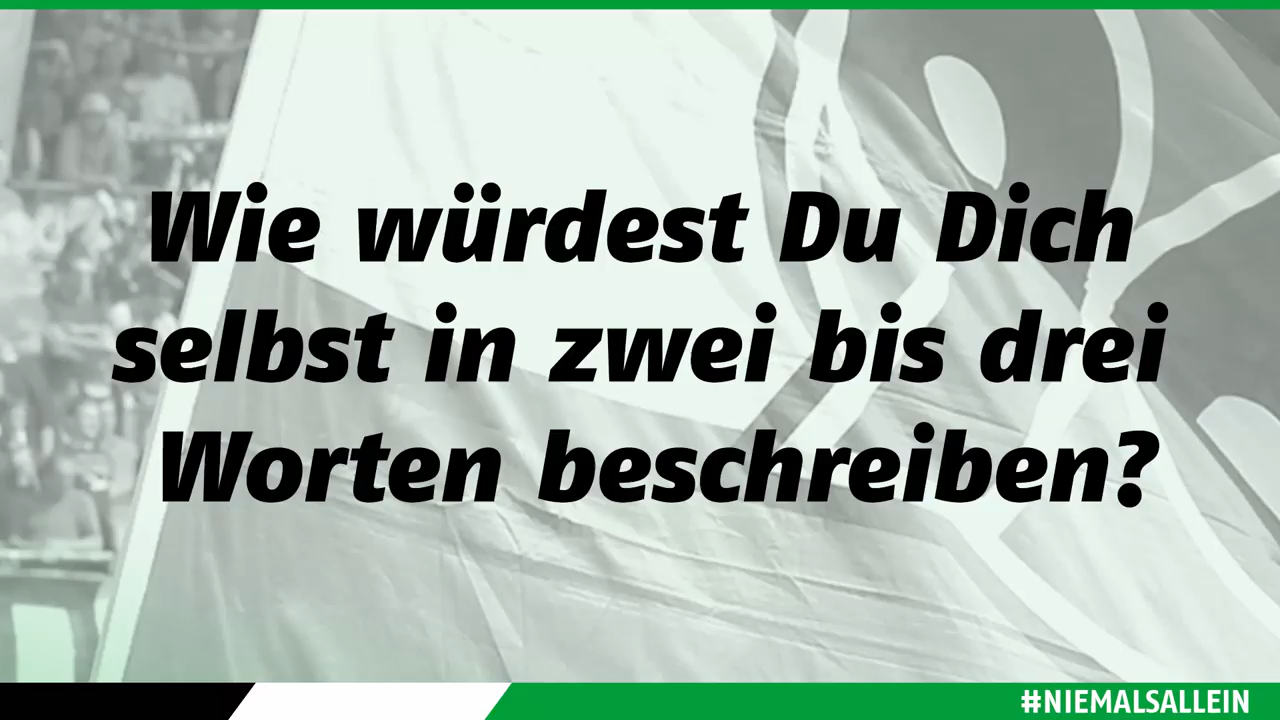 Wie würdest Du Dich
selbst in zwei bis drei
Worten beschreiben?
#NIEMALSALLEIN